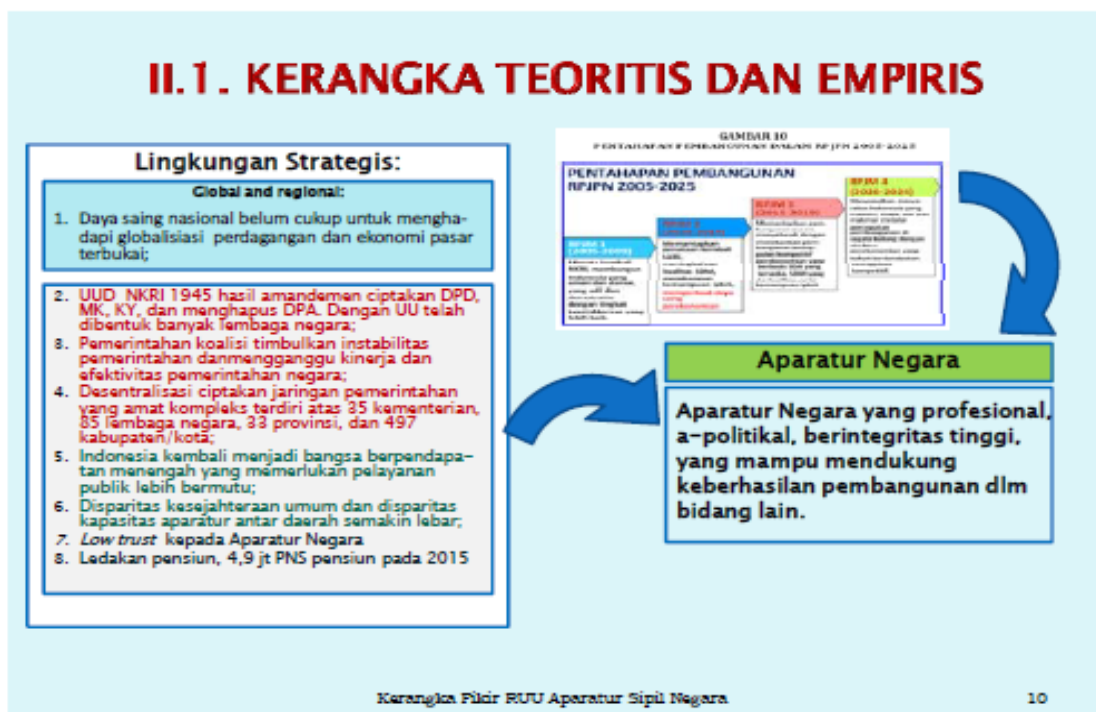 II.1. KERANGKA TEORITIS DAN EMPIRIS
Lingkungan Strategis:
Global and regional:
1. Daya saing nasional belum cukup untuk mengha-
dapi globalisiasi perdagangan dan ekonomi pasar
terbukai;
2. UUD NKRI 1945 hasil amandemen ciptakan DPD,
MK, KY, dan menghapus DPA. Dengan UU telah
dibentuk banyak lembaga negara;
3. Pemerintahan koalisi timbulkan instabilitas
pemerintahan danmengganggu kinerja dan
efektivitas pemerintahan negara;
4. Desentralisasi ciptakan jaringan pemerintahan
yang amat kompleks terdiri atas 35 kementerian,
85 lembaga negara, 33 provinsi, dan 497
kabupaten/kota;
5. Indonesia kembali menjadi bangsa berpendapa-
tan menengah yang memerlukan pelayanan
publik lebih bermutu;
6. Disparitas kesejahteraan umum dan disparitas
kapasitas aparatur antar daerah semakin lebar;
7. Low trust kepada Aparatur Negara
8. Ledakan pensiun, 4,9 jt PNS pensiun pada 2015
GAMBAR 10
PENTAHAPAN PEMBANGUNAN DALAM RPJPN 2005-2025
PENTAHAPAN PEMBANGUNAN
RPJPN 2005-2025
Aparatur Negara
Aparatur Negara yang profesional,
a-politikal, berintegritas tinggi,
yang mampu mendukung
keberhasilan pembangunan dlm
bidang lain.
Kerangka Fikir RUU Aparatur Sipil Negara
10